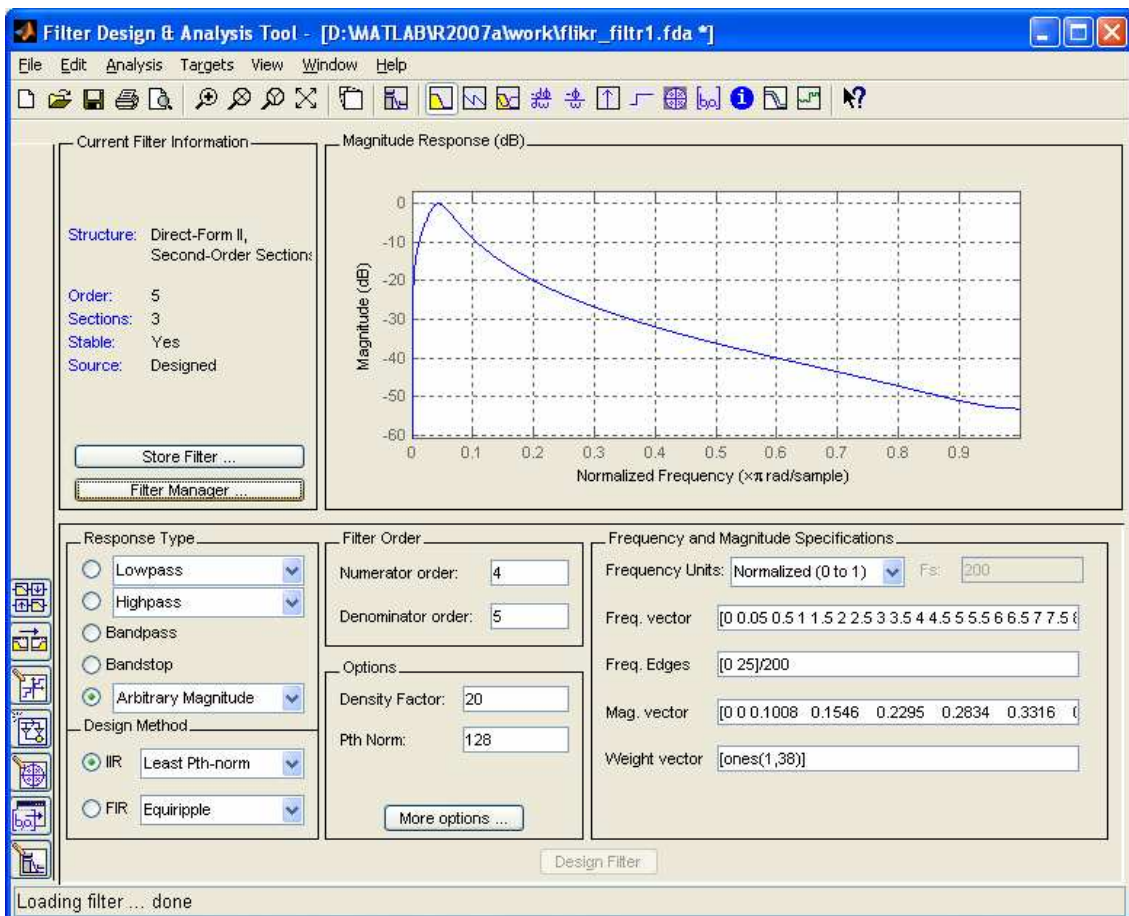 Filter Design & Analysis Tool - [D:\MATLAB\R2007a\work\flikr_filtr1.fda *]
File Edit Analysis Targets View Window Help
Current Filter Information
Structure: Direct-Form II,
Second-Order Sections
Order: 5
Sections: 3
Stable: Yes
Source: Designed
Store Filter ...
Filter Manager ...
Magnitude Response (dB)
Magnitude (dB)
0
-10
-20
-30
-40
-50
-60
0 0.1 0.2 0.3 0.4 0.5 0.6 0.7 0.8 0.9
Normalized Frequency (×π rad/sample)
Response Type
Lowpass
Highpass
Bandpass
Bandstop
Arbitrary Magnitude
Design Method
IIR Least Pth-norm
FIR Equiripple
Filter Order
Numerator order: 4
Denominator order: 5
Options
Density Factor: 20
Pth Norm: 128
More options ...
Frequency and Magnitude Specifications
Frequency Units: Normalized (0 to 1) Fs: 200
Freq. vector [0 0.05 0.5 1 1.5 2 2.5 3 3.5 4 4.5 5 5.5 6 6.5 7 7.5
Freq. Edges [0 25]/200
Mag. vector [0 0 0.1008 0.1546 0.2295 0.2834 0.3316
Weight vector [ones(1,38)]
Design Filter
Loading filter ... done